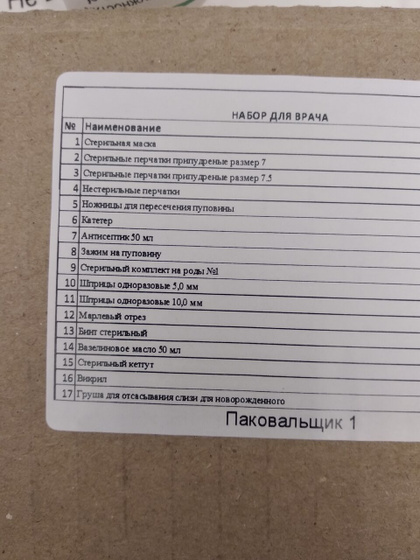 Не
НАБОР ДЛЯ ВРАЧА
№ Наименование
1 Стерильная маска
2 Стерильные перчатки припудреные размер 7
3 Стерильные перчатки припудреные размер 7.5
4 Нестерильные перчатки
5 Ножницы для пересечения пуповины
6 Катетер
7 Антисептик 50 мл
8 Зажим на пуповину
9 Стерильный комплект на роды №1
10 Шприцы одноразовые 5,0 мм
11 Шприцы одноразовые 10,0 мм
12 Марлевый отрез
13 Бинт стерильный
14 Вазелиновое масло 50 мл
15 Стерильный кетгут
16 Викрил
17 Груша для отсасывания слизи для новорожденного
Паковальщик 1